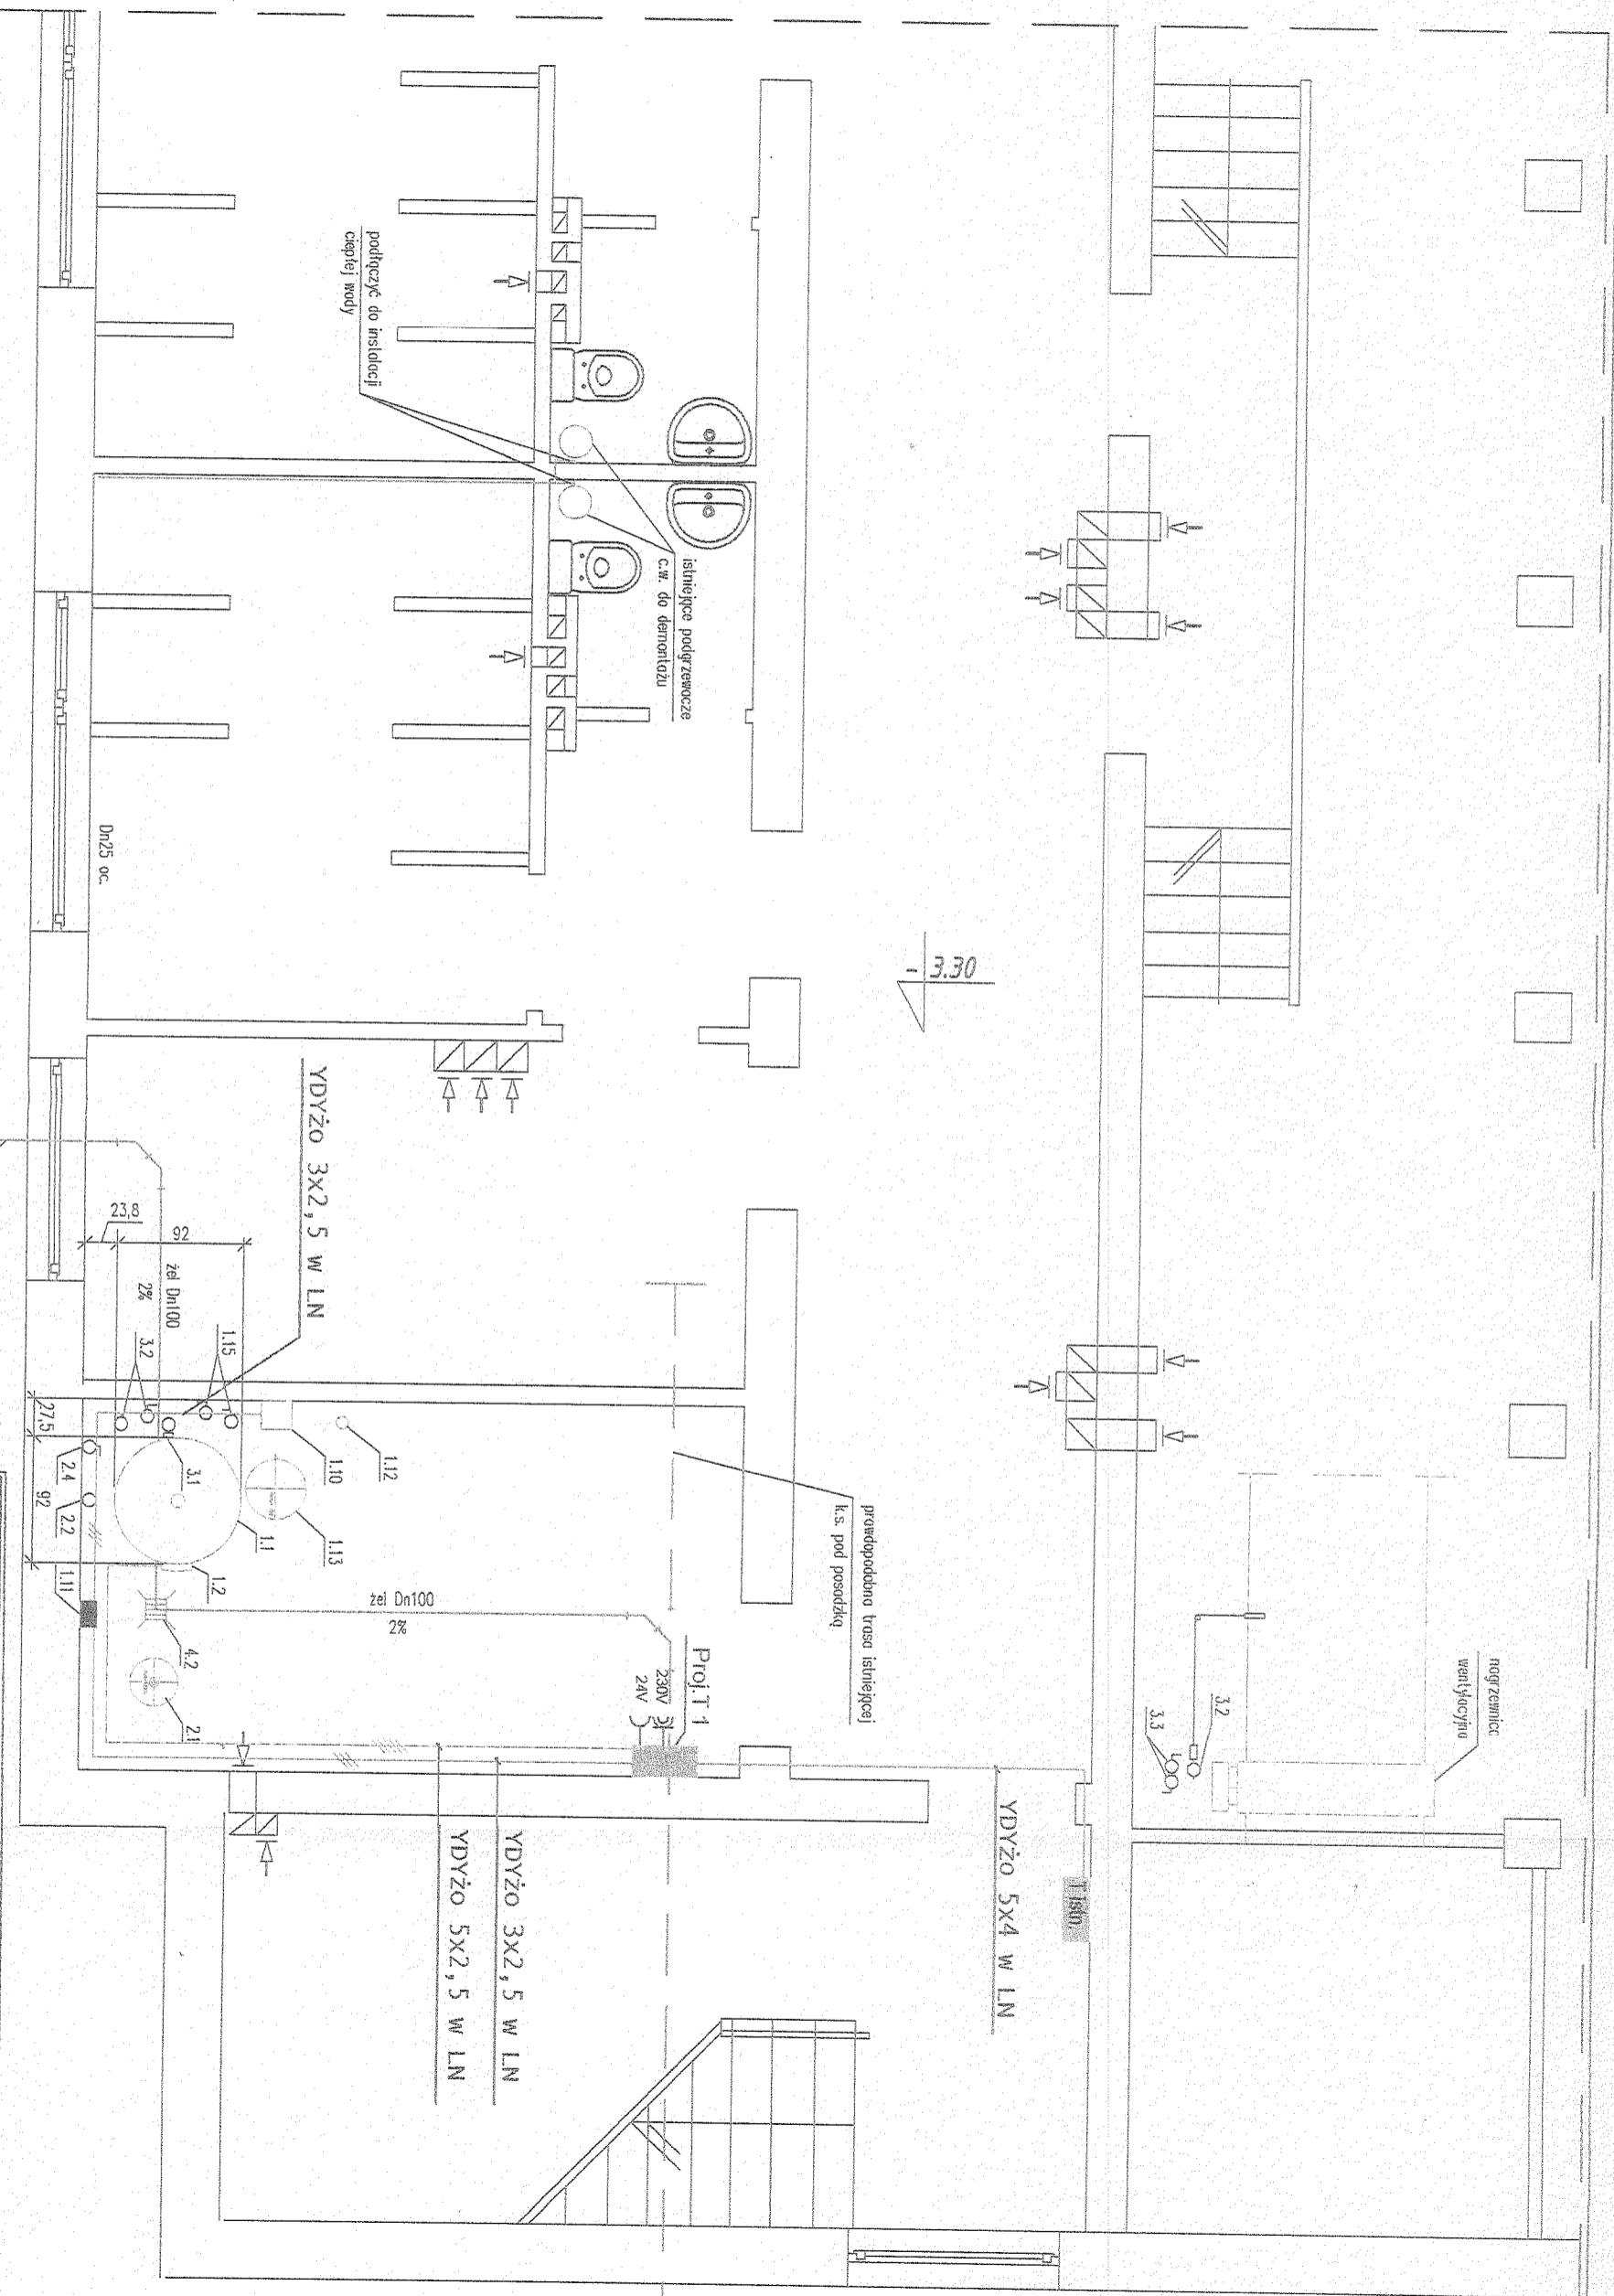 podłączyć do instalacji
ciepłej wody
istniejące podgrzewacze
c.w. do demontażu
Dn25 oc.
- 3.30
YDYżo 3x2,5 w LN
23,8
92
żel Dn100
2%
3.2
1.15
27,5
92
2.4
2.2
3.1
1.10
1.12
1.13
1.1
1.2
1.11
4.2
2.1
żel Dn100
2%
prawdopodobna trasa istniejącej
k.s. pod posadzką
Proj.T 1
230V
24V
nagrzewnica
wentylacyjna
3.2
3.3
T istn.
YDYżo 5x4 w LN
YDYżo 3x2,5 w LN
YDYżo 5x2,5 w LN